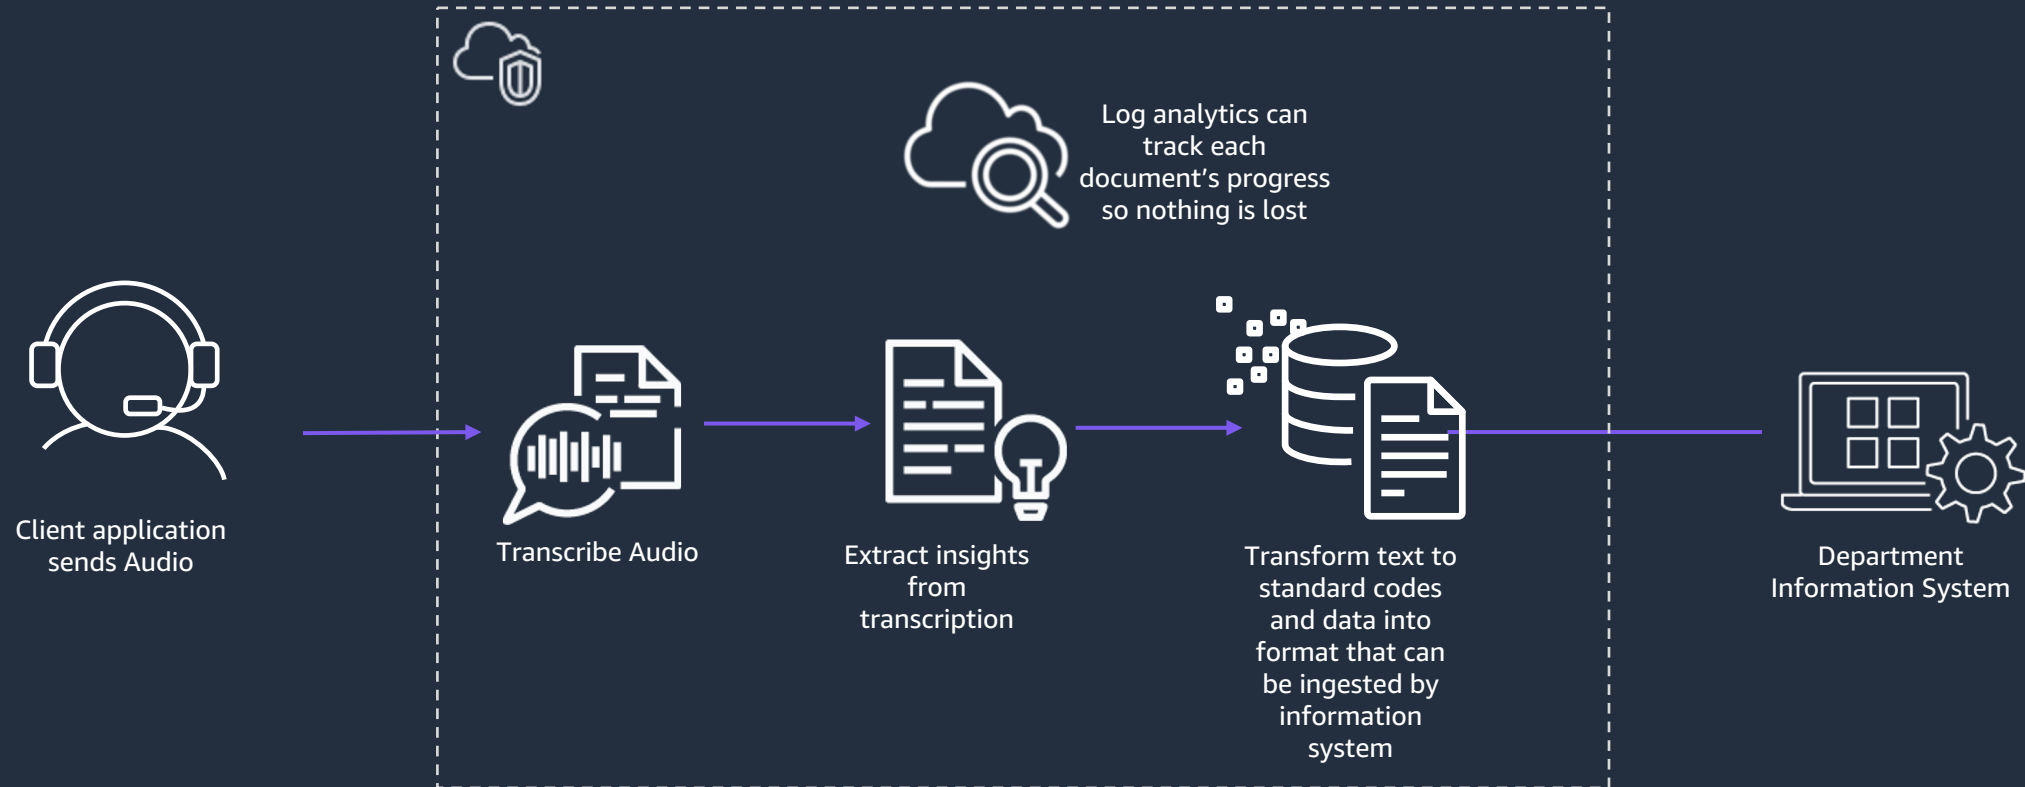 Log analytics can
track each
document’s progress
so nothing is lost
Client application
sends Audio
Transcribe Audio
Extract insights
from
transcription
Transform text to
standard codes
and data into
format that can
be ingested by
information
system
Department
Information System